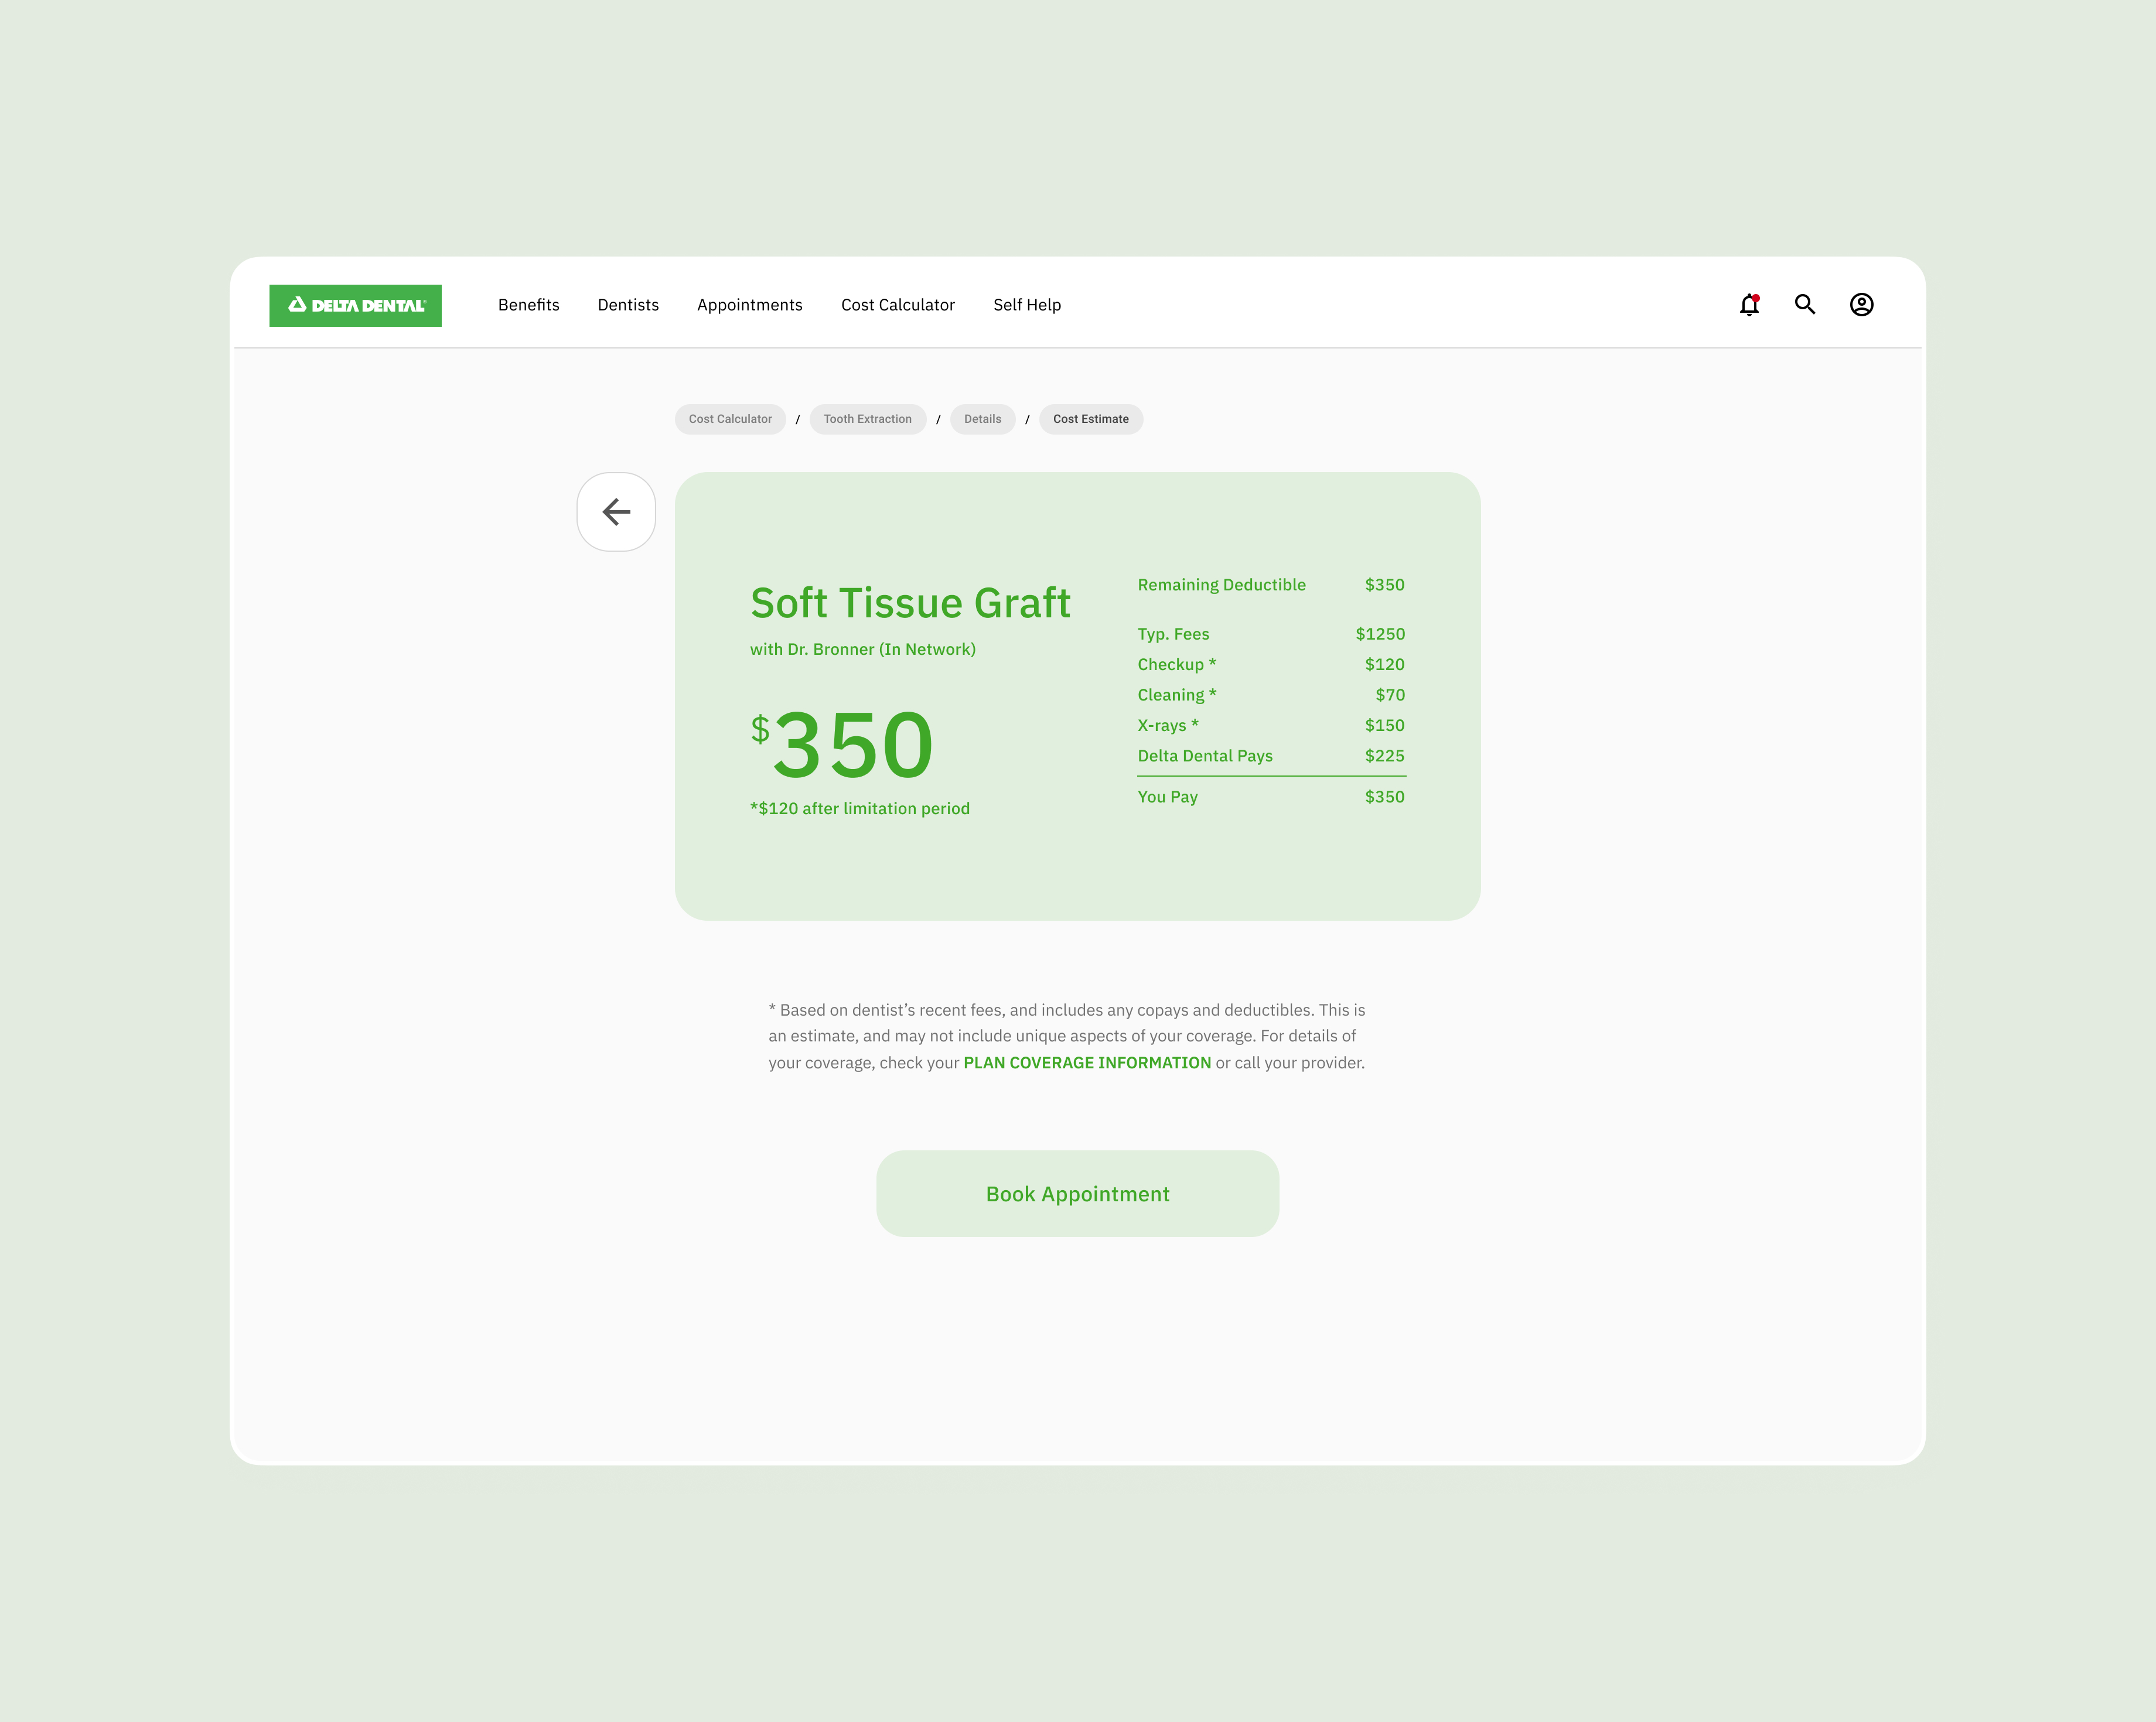 DELTA DENTAL
Benefits Dentists Appointments Cost Calculator Self Help
Cost Calculator / Tooth Extraction / Details / Cost Estimate
Soft Tissue Graft
with Dr. Bronner (In Network)
$350
*$120 after limitation period
Remaining Deductible $350
Typ. Fees $1250
Checkup * $120
Cleaning * $70
X-rays * $150
Delta Dental Pays $225
You Pay $350
* Based on dentist’s recent fees, and includes any copays and deductibles. This is
an estimate, and may not include unique aspects of your coverage. For details of
your coverage, check your PLAN COVERAGE INFORMATION or call your provider.
Book Appointment